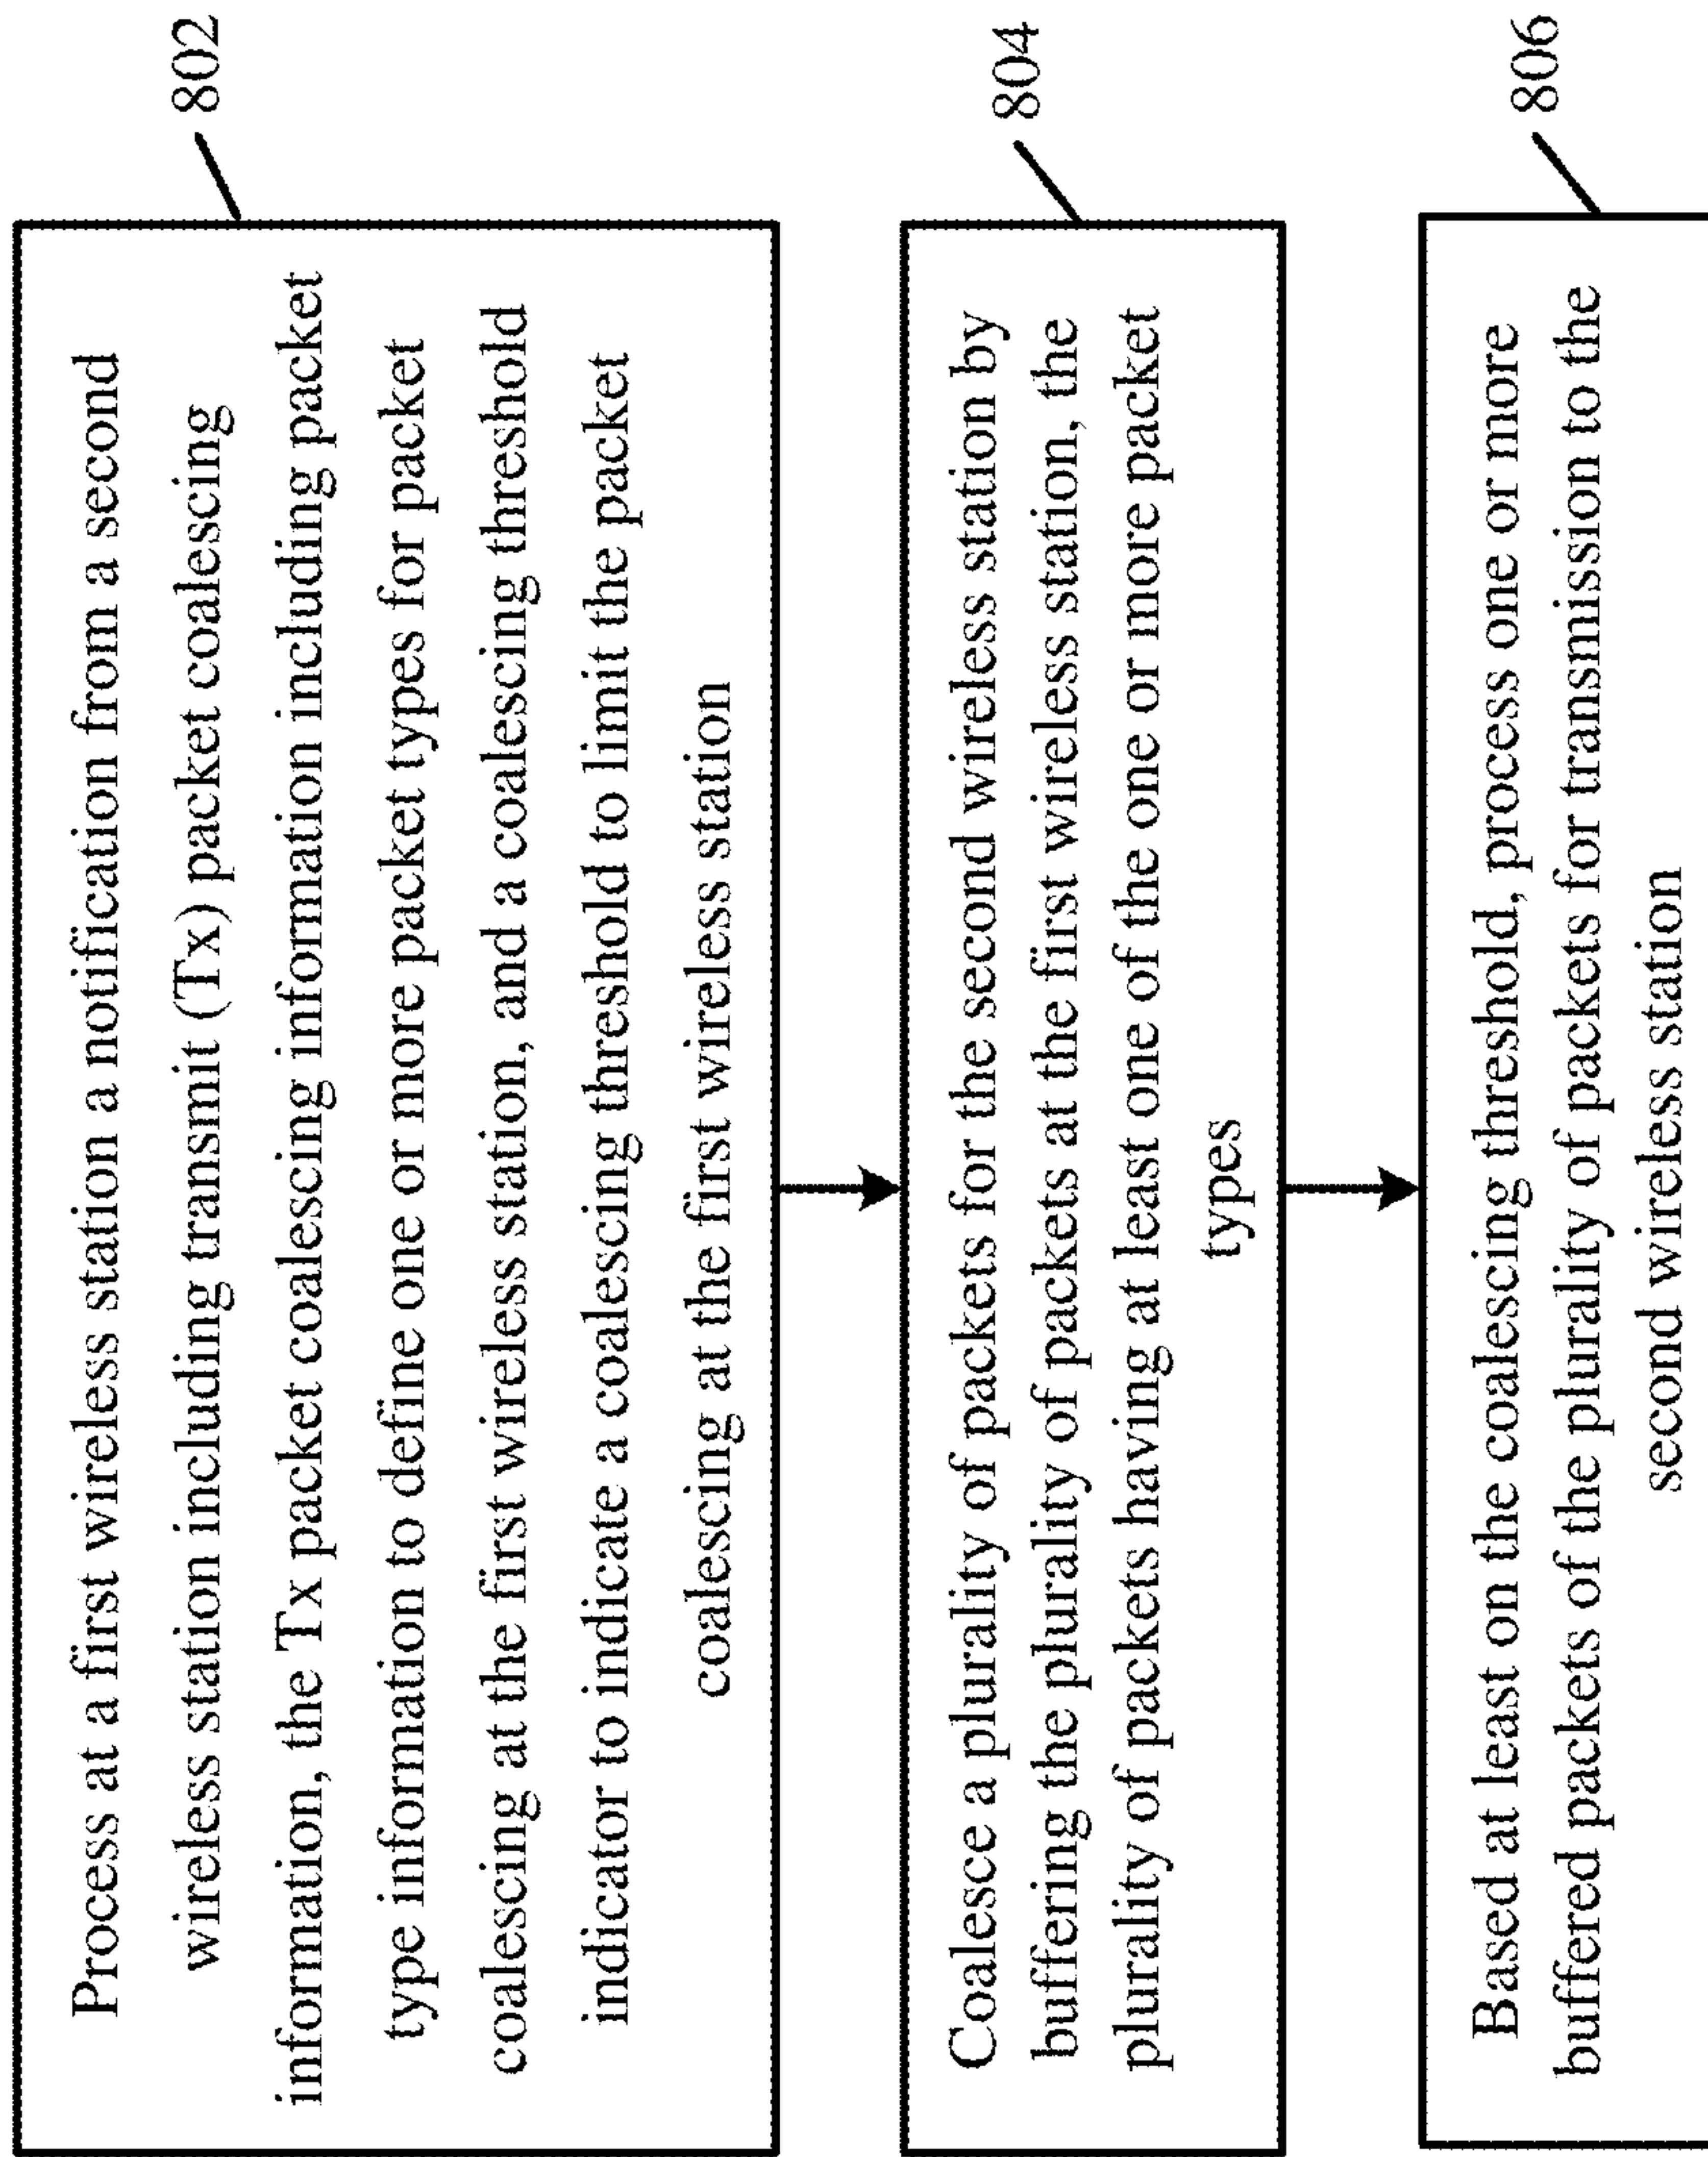 Process at a first wireless station a notification from a second
wireless station including transmit (Tx) packet coalescing
information, the Tx packet coalescing information including packet
type information to define one or more packet types for packet
coalescing at the first wireless station, and a coalescing threshold
indicator to indicate a coalescing threshold to limit the packet
coalescing at the first wireless station
802
Coalesce a plurality of packets for the second wireless station by
buffering the plurality of packets at the first wireless station, the
plurality of packets having at least one of the one or more packet
types
804
Based at least on the coalescing threshold, process one or more
buffered packets of the plurality of packets for transmission to the
second wireless station
806